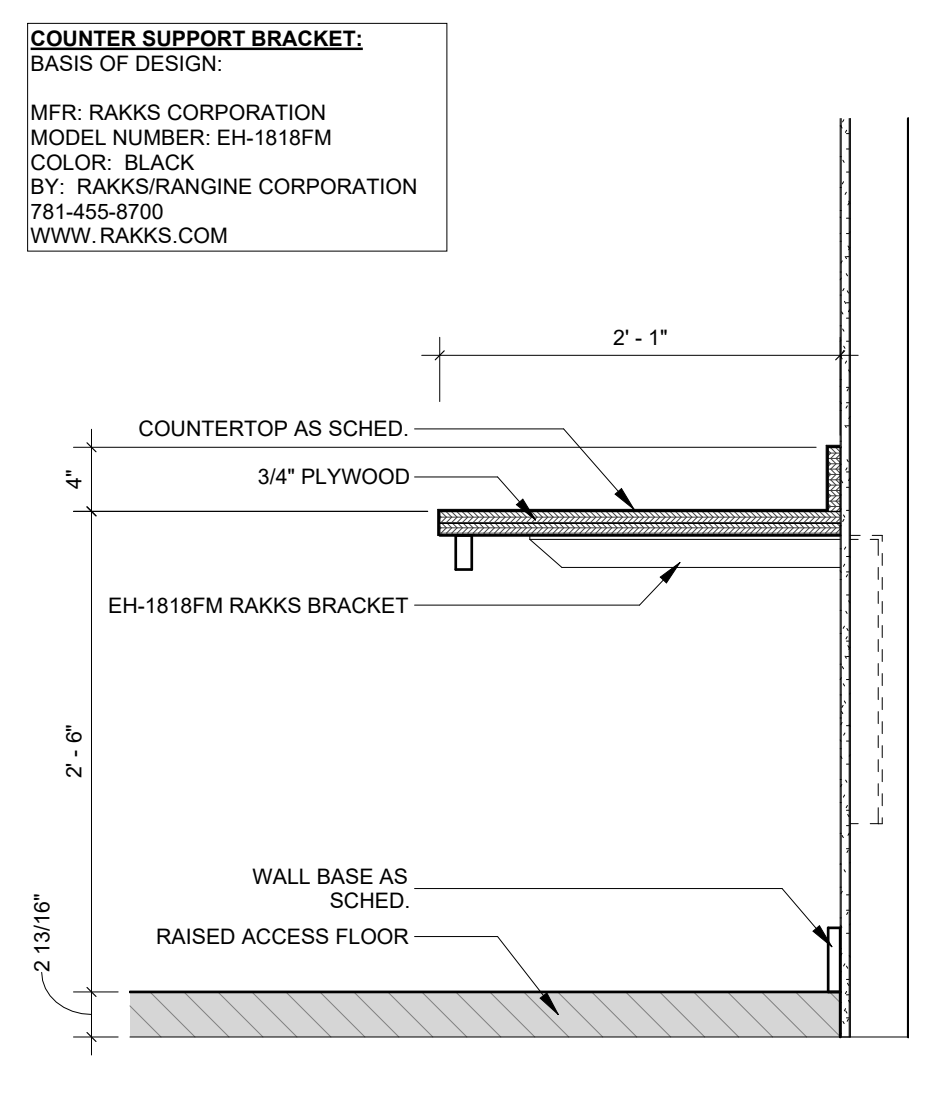 COUNTER SUPPORT BRACKET:
BASIS OF DESIGN:
MFR: RAKKS CORPORATION
MODEL NUMBER: EH-1818FM
COLOR:  BLACK
BY:  RAKKS/RANGINE CORPORATION
781-455-8700
WWW.RAKKS.COM
2' - 1"
COUNTERTOP AS SCHED.
4"
3/4" PLYWOOD
EH-1818FM RAKKS BRACKET
2' - 6"
WALL BASE AS
SCHED.
2 13/16"
RAISED ACCESS FLOOR